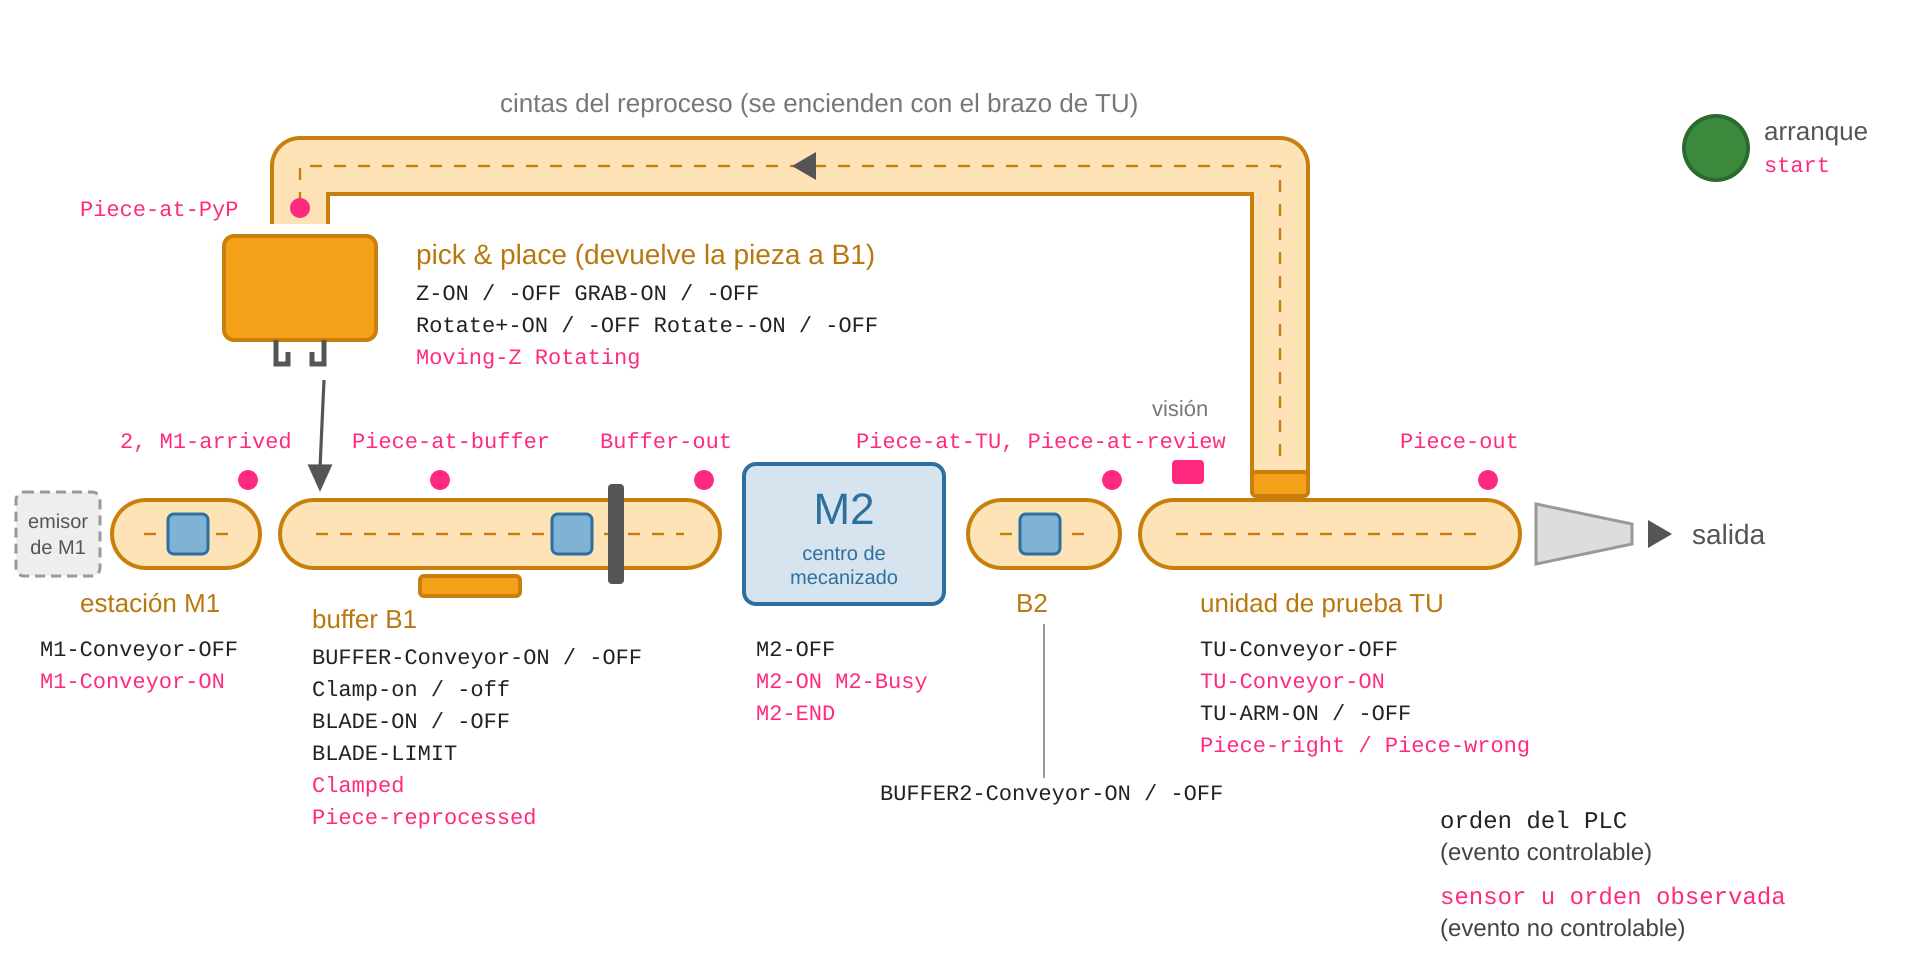 cintas del reproceso (se encienden con el brazo de TU)
arranque
start
Piece-at-PyP
pick & place (devuelve la pieza a B1)
Z-ON / -OFF GRAB-ON / -OFF
Rotate+-ON / -OFF Rotate--ON / -OFF
Moving-Z Rotating
visión
2, M1-arrived
Piece-at-buffer
Buffer-out
Piece-at-TU, Piece-at-review
Piece-out
emisor
de M1
M2
centro de
mecanizado
salida
estación M1
M1-Conveyor-OFF
M1-Conveyor-ON
buffer B1
BUFFER-Conveyor-ON / -OFF
Clamp-on / -off
BLADE-ON / -OFF
BLADE-LIMIT
Clamped
Piece-reprocessed
M2-OFF
M2-ON M2-Busy
M2-END
B2
BUFFER2-Conveyor-ON / -OFF
unidad de prueba TU
TU-Conveyor-OFF
TU-Conveyor-ON
TU-ARM-ON / -OFF
Piece-right / Piece-wrong
orden del PLC
(evento controlable)
sensor u orden observada
(evento no controlable)